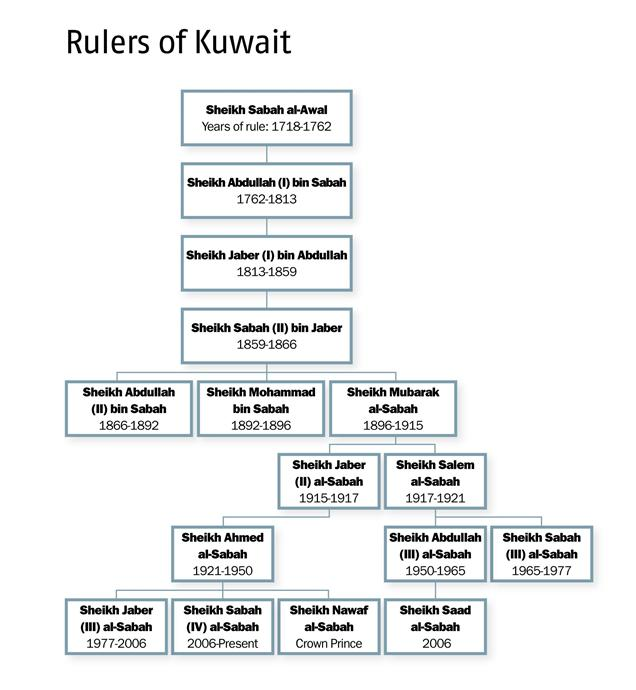 Rulers of Kuwait
Sheikh Sabah al-Awal
Years of rule: 1718-1762
Sheikh Abdullah (I) bin Sabah
1762-1813
Sheikh Jaber (I) bin Abdullah
1813-1859
Sheikh Sabah (II) bin Jaber
1859-1866
Sheikh Abdullah
(II) bin Sabah
1866-1892
Sheikh Mohammad
bin Sabah
1892-1896
Sheikh Mubarak
al-Sabah
1896-1915
Sheikh Jaber
(II) al-Sabah
1915-1917
Sheikh Salem
al-Sabah
1917-1921
Sheikh Ahmed
al-Sabah
1921-1950
Sheikh Abdullah
(III) al-Sabah
1950-1965
Sheikh Sabah
(III) al-Sabah
1965-1977
Sheikh Jaber
(III) al-Sabah
1977-2006
Sheikh Sabah
(IV) al-Sabah
2006-Present
Sheikh Nawaf
al-Sabah
Crown Prince
Sheikh Saad
al-Sabah
2006